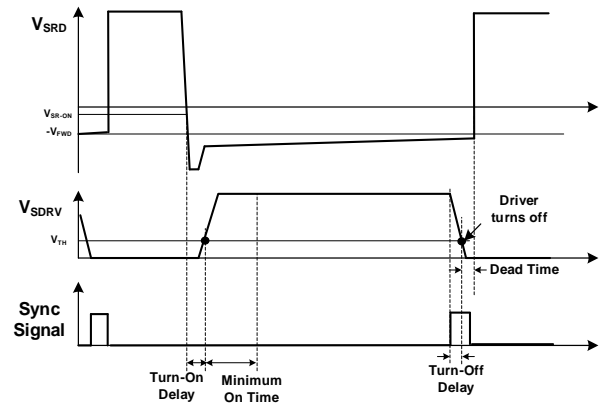 VSRD
VSR-ON
-VFWD
VSDRV
Driver
turns off
VTH
Dead Time
Sync
Signal
Turn-On
Delay
Minimum
On Time
Turn-Off
Delay